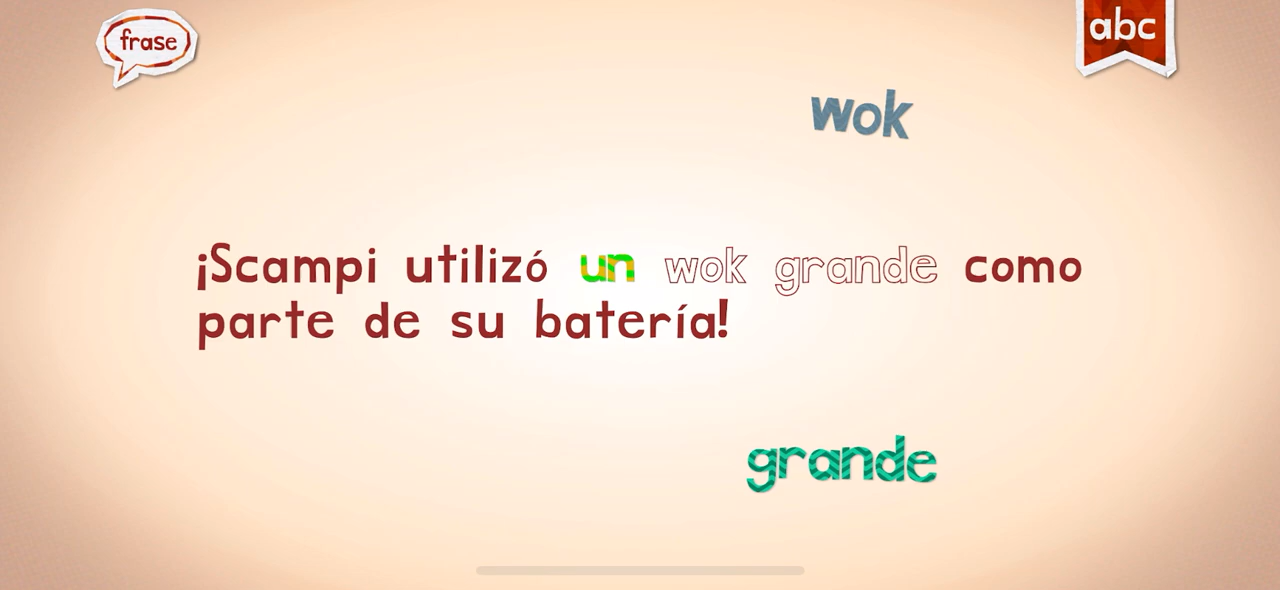 frase
abc
wok
¡Scampi utilizó un wok grande como
parte de su batería!
grande